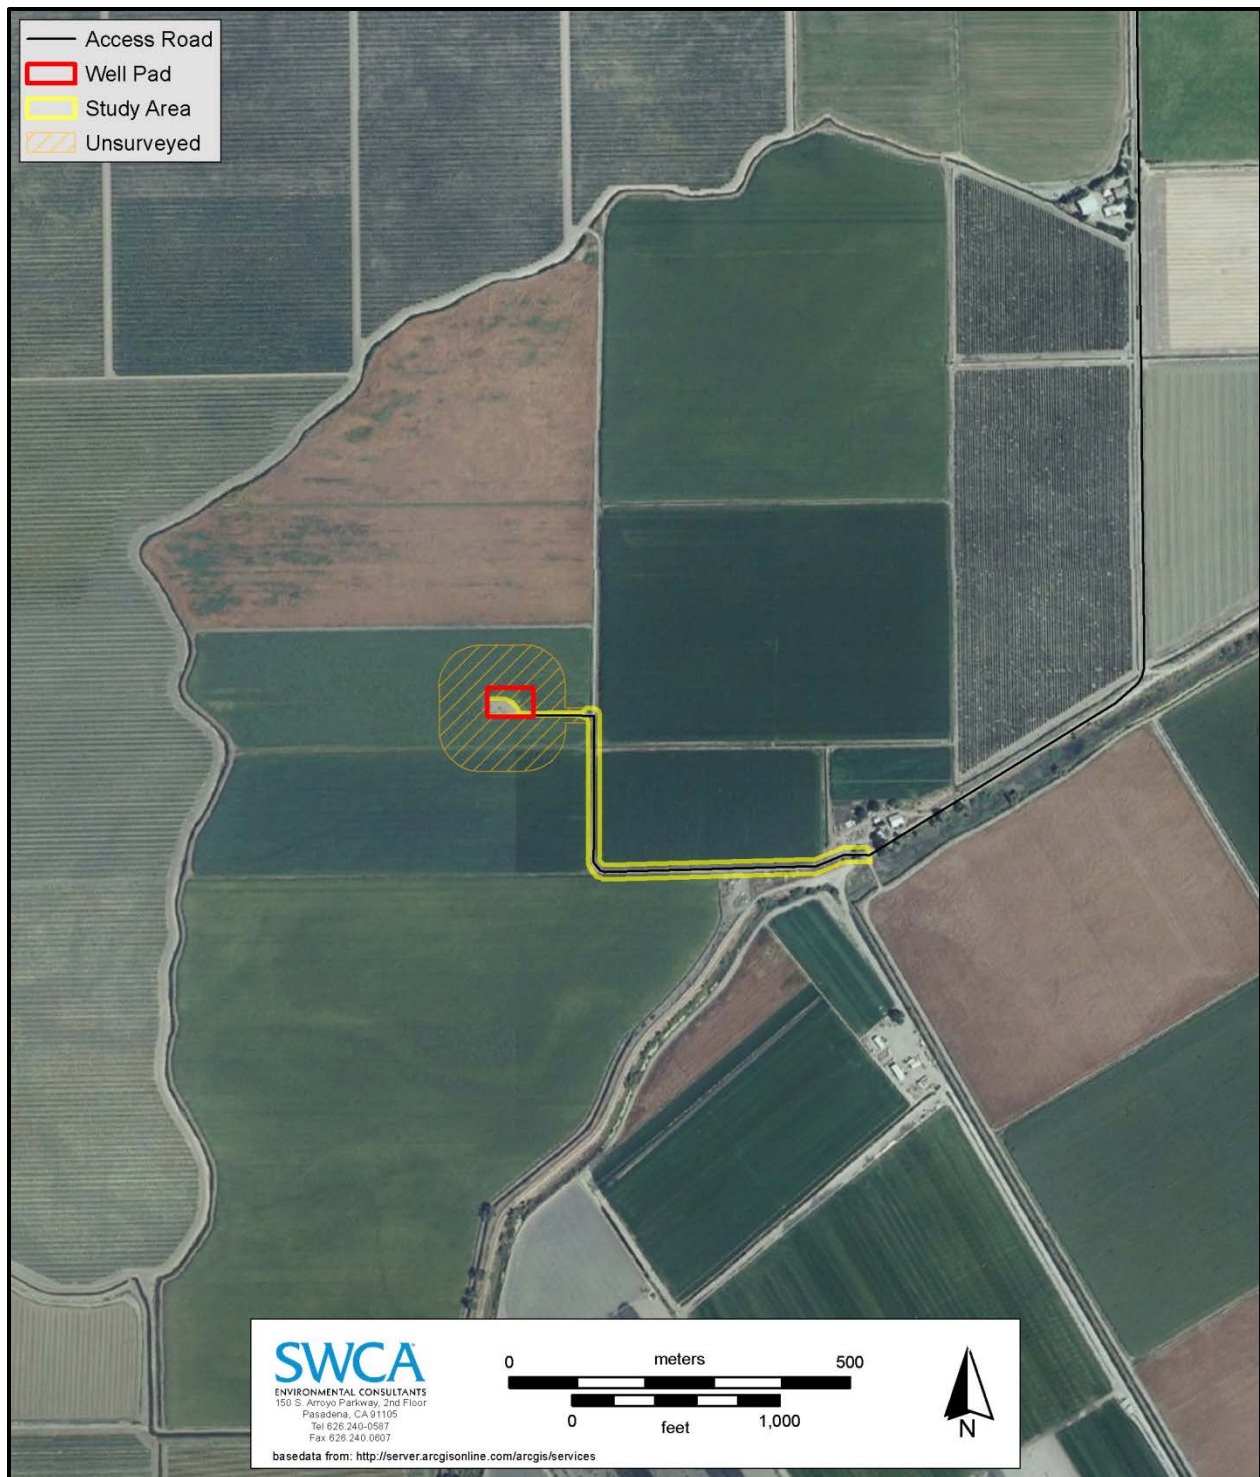 Access Road
Well Pad
Study Area
Unsurveyed
SWCA
ENVIRONMENTAL CONSULTANTS
150 S. Arroyo Parkway, 2nd Floor
Pasadena, CA 91105
Tel 626.240-0587
Fax 626.240.0607
basedata from: http://server.arcgisonline.com/arcgis/services
0 meters 500
0 feet 1,000
N